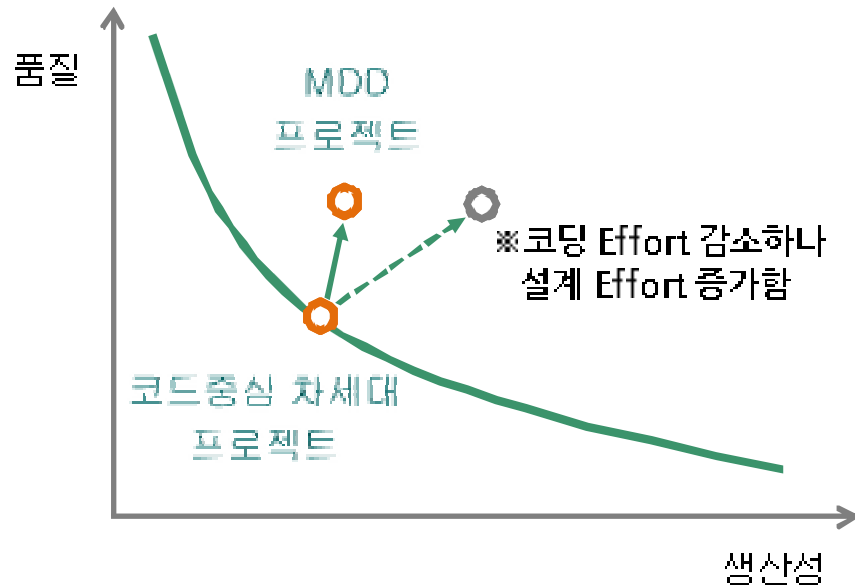 품질
MDD
프로젝트
※코딩 Effort 감소하나
설계 Effort 증가함
코드중심 차세대
프로젝트
생산성